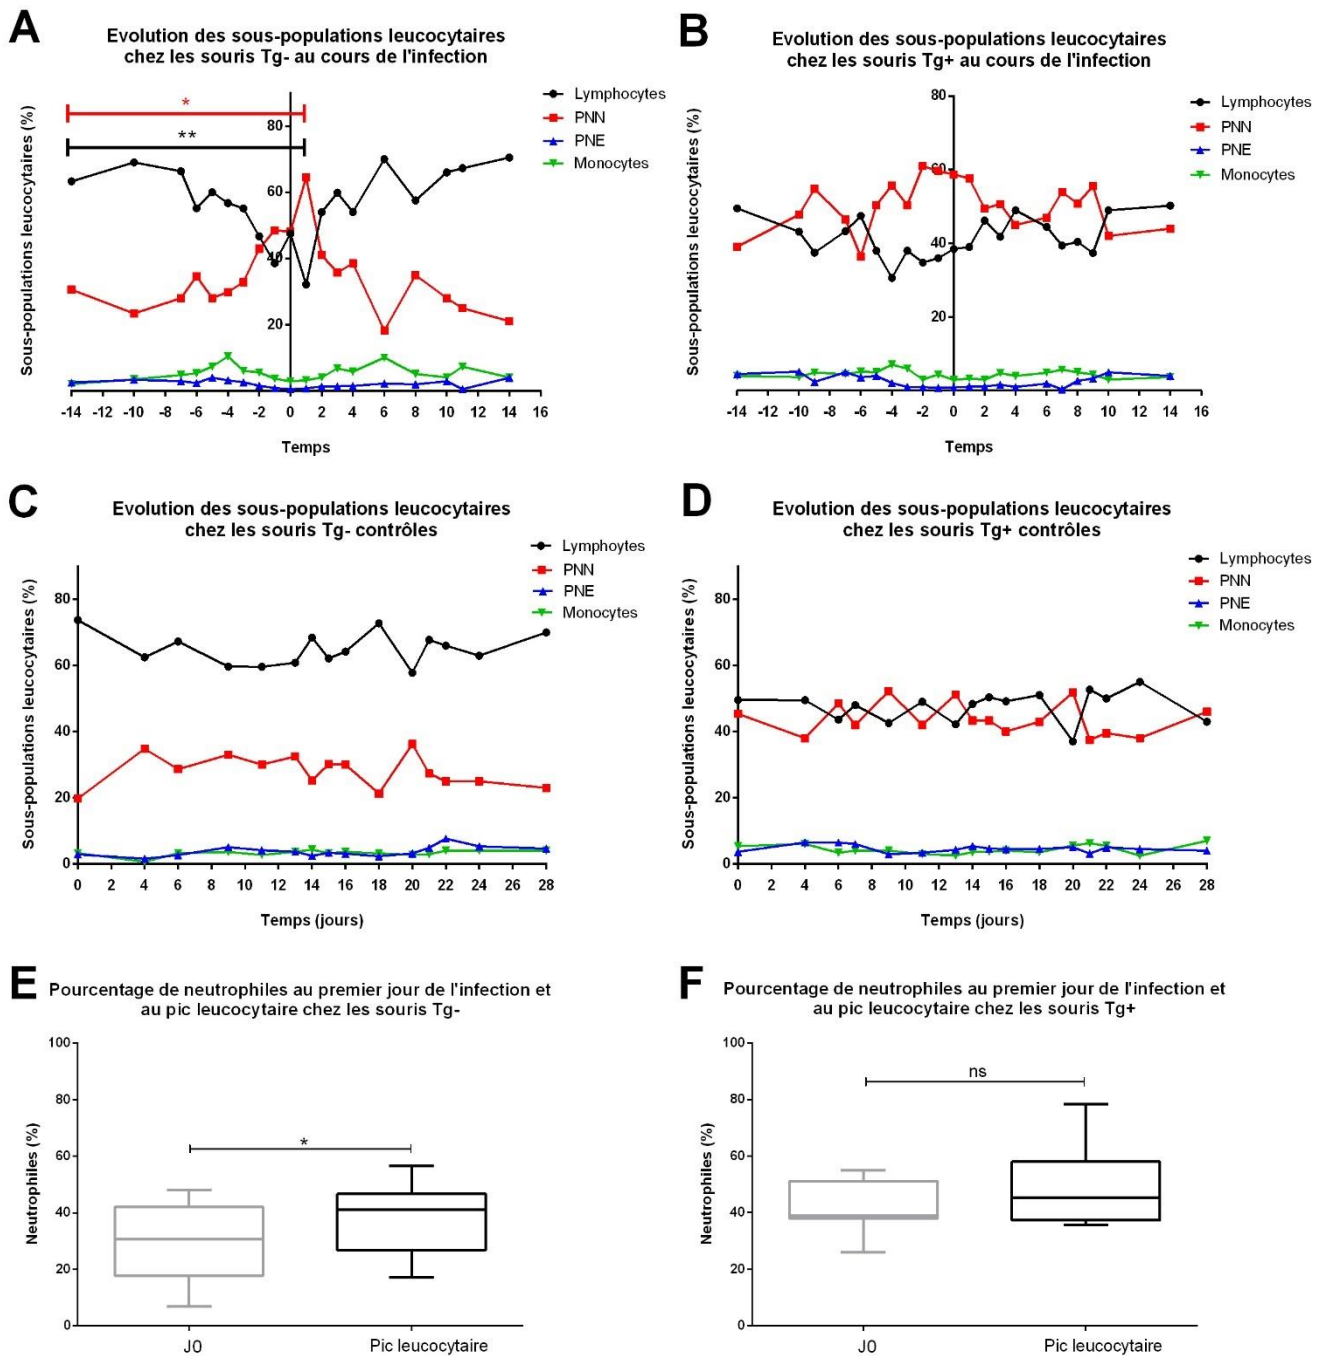 A
Evolution des sous-populations leucocytaires
chez les souris Tg- au cours de l'infection
Lymphocytes
PNN
PNE
Monocytes
*
**
Sous-populations leucocytaires (%)
80
60
40
20
-14 -12 -10 -8 -6 -4 -2 0 2 4 6 8 10 12 14 16
Temps
B
Evolution des sous-populations leucocytaires
chez les souris Tg+ au cours de l'infection
Lymphocytes
PNN
PNE
Monocytes
Sous-populations leucocytaires (%)
80
60
40
20
-14 -12 -10 -8 -6 -4 -2 0 2 4 6 8 10 12 14 16
Temps
C
Evolution des sous-populations leucocytaires
chez les souris Tg- contrôles
Lymphoytes
PNN
PNE
Monocytes
Sous-populations leucocytaires (%)
80
60
40
20
0
0 2 4 6 8 10 12 14 16 18 20 22 24 26 28
Temps (jours)
D
Evolution des sous-populations leucocytaires
chez les souris Tg+ contrôles
Lymphocytes
PNN
PNE
Monocytes
Sous-populations leucocytaires (%)
80
60
40
20
0
0 2 4 6 8 10 12 14 16 18 20 22 24 26 28
Temps (jours)
E
Pourcentage de neutrophiles au premier jour de l'infection et
au pic leucocytaire chez les souris Tg-
Neutrophiles (%)
100
80
60
40
20
0
*
J0 Pic leucocytaire
F
Pourcentage de neutrophiles au premier jour de l'infection et
au pic leucocytaire chez les souris Tg+
Neutrophiles (%)
100
80
60
40
20
0
ns
J0 Pic leucocytaire